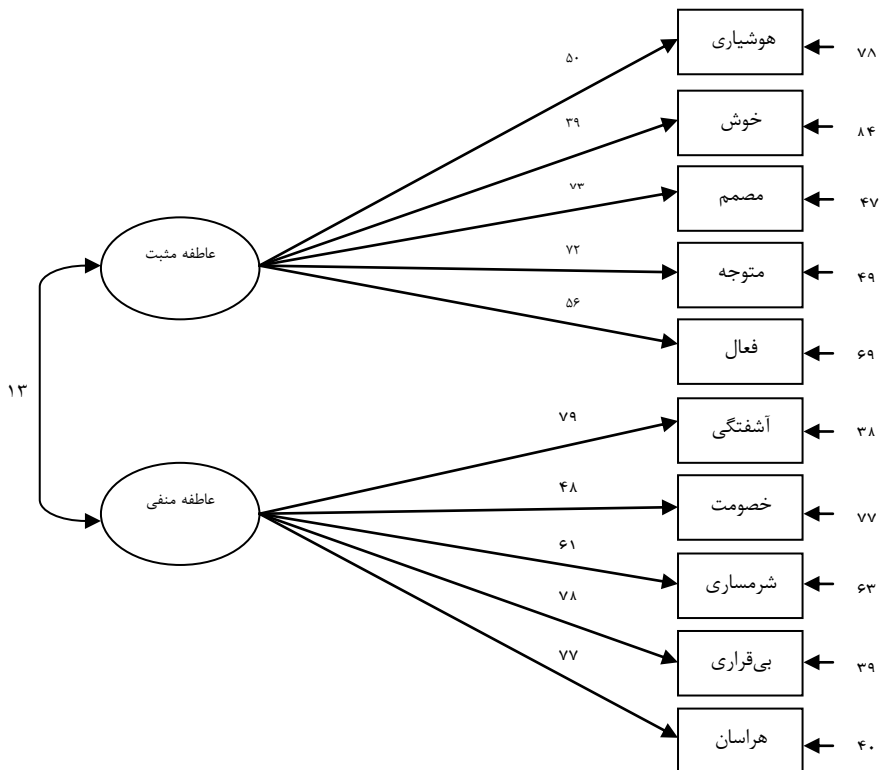 هوشیاری
۵۰
۷۸
خوش
۳۹
۸۴
مصمم
۷۳
۴۷
عاطفه مثبت
متوجه
۷۲
۴۹
فعال
۵۶
۶۹
۱۳
آشفتگی
۷۹
۳۸
عاطفه منفی
خصومت
۴۸
۷۷
شرمساری
۶۱
۶۳
بی‌قراری
۷۸
۳۹
هراسان
۷۷
۴۰